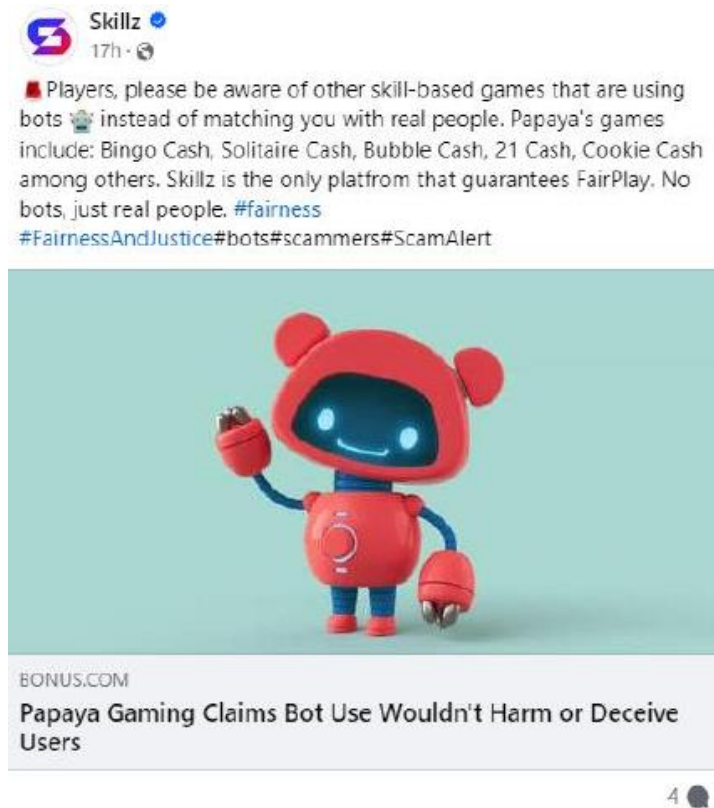 Skillz
17h ·
Players, please be aware of other skill-based games that are using
bots 🤖 instead of matching you with real people. Papaya's games
include: Bingo Cash, Solitaire Cash, Bubble Cash, 21 Cash, Cookie Cash
among others. Skillz is the only platfrom that guarantees FairPlay. No
bots, just real people. #fairness
#FairnessAndJustice#bots#scammers#ScamAlert
BONUS.COM
Papaya Gaming Claims Bot Use Wouldn't Harm or Deceive
Users
4